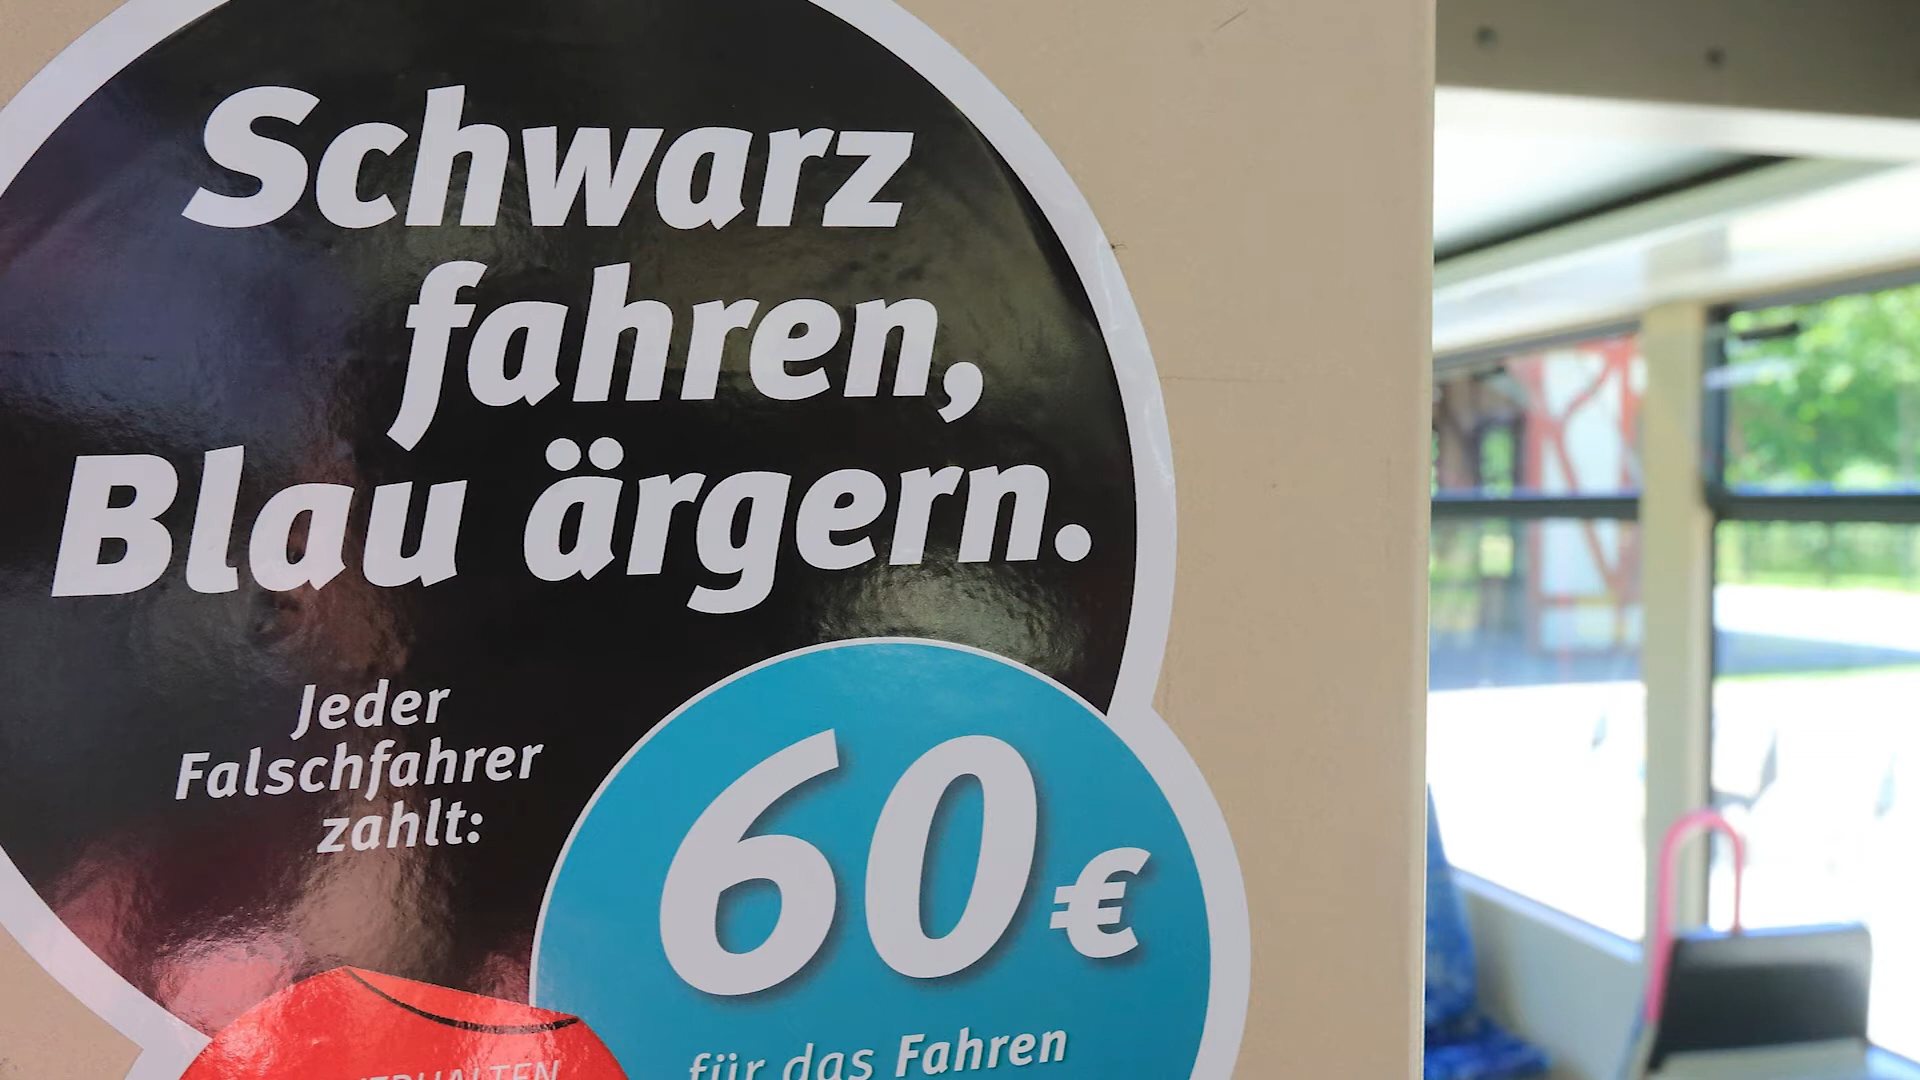 Schwarz
fahren,
Blau ärgern.
Jeder
Falschfahrer
zahlt:
60€
für das Fahren